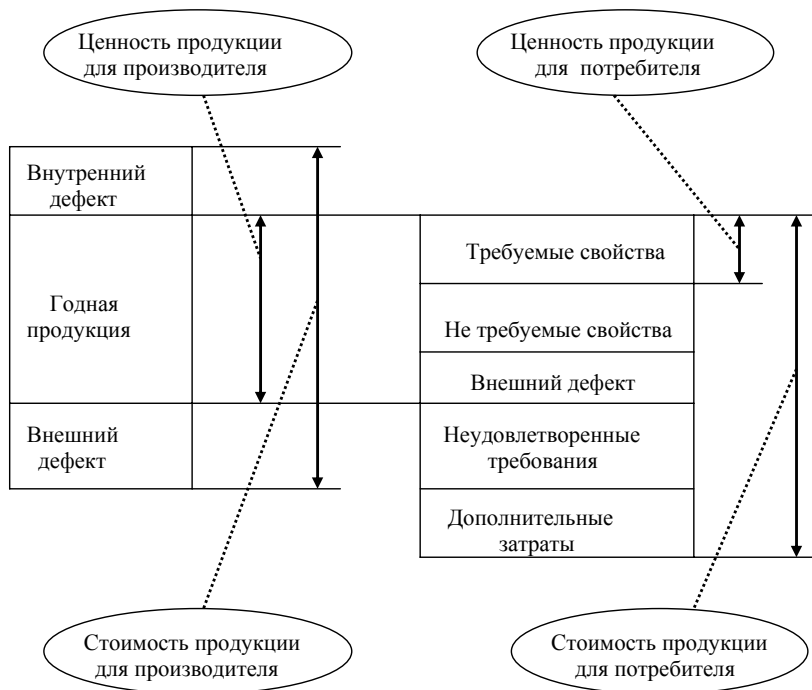 Ценность продукции
для производителя
Ценность продукции
для потребителя
Внутренний
дефект
Требуемые свойства
Годная
продукция
Не требуемые свойства
Внешний дефект
Внешний
дефект
Неудовлетворенные
требования
Дополнительные
затраты
Стоимость продукции
для производителя
Стоимость продукции
для потребителя